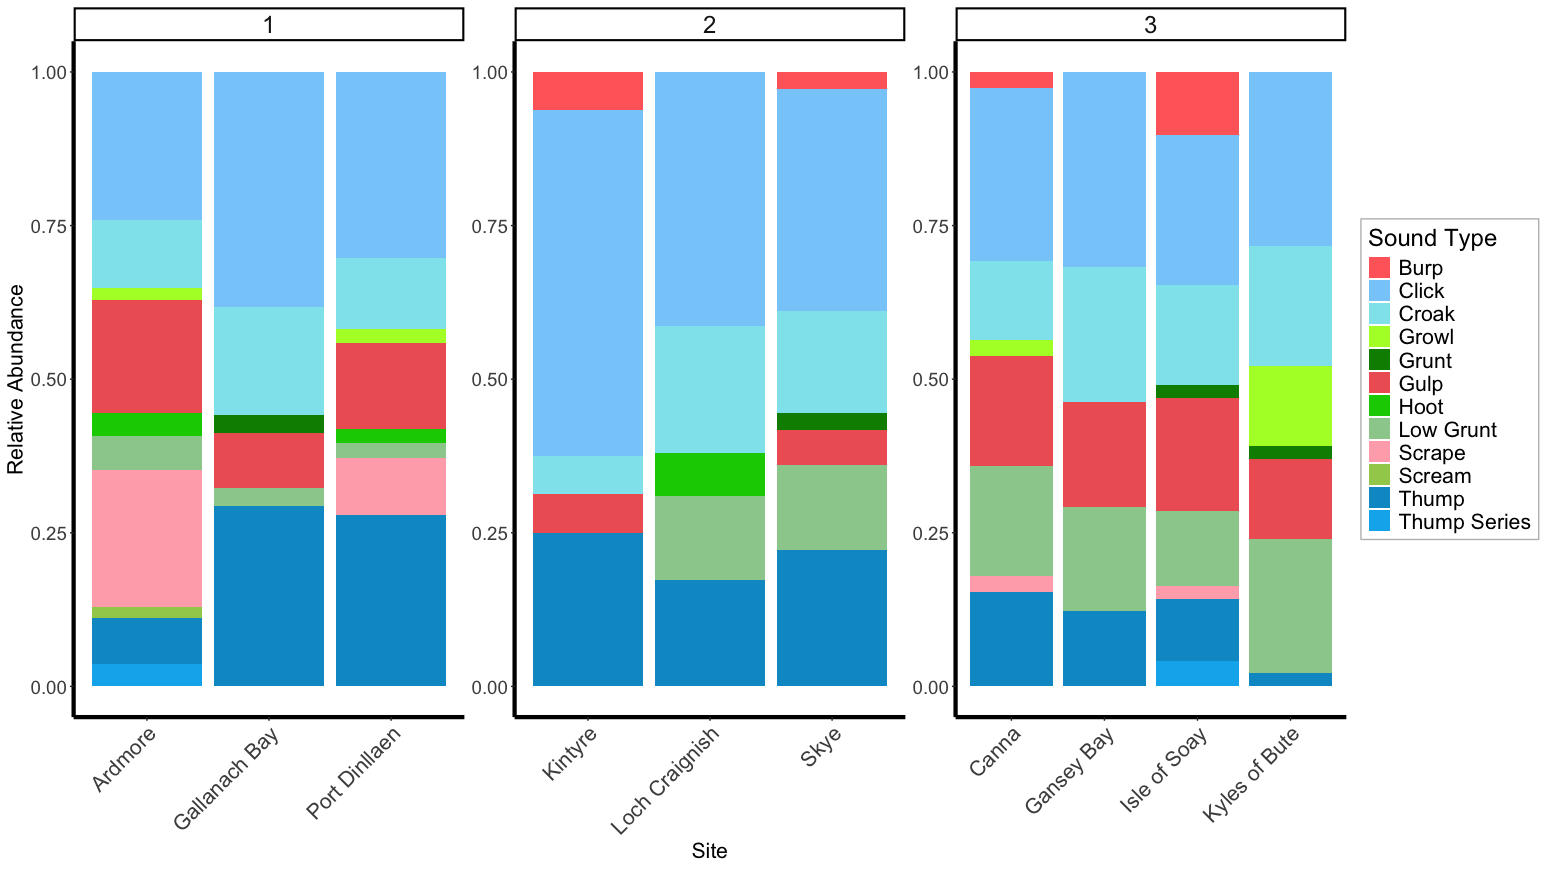 1
2
3
1.00
0.75
0.50
0.25
0.00
1.00
0.75
0.50
0.25
0.00
1.00
0.75
0.50
0.25
0.00
Relative Abundance
Ardmore
Gallanach Bay
Port Dinllaen
Kintyre
Loch Craignish
Skye
Canna
Gansey Bay
Isle of Soay
Kyles of Bute
Site
Sound Type
Burp
Click
Croak
Growl
Grunt
Gulp
Hoot
Low Grunt
Scrape
Scream
Thump
Thump Series